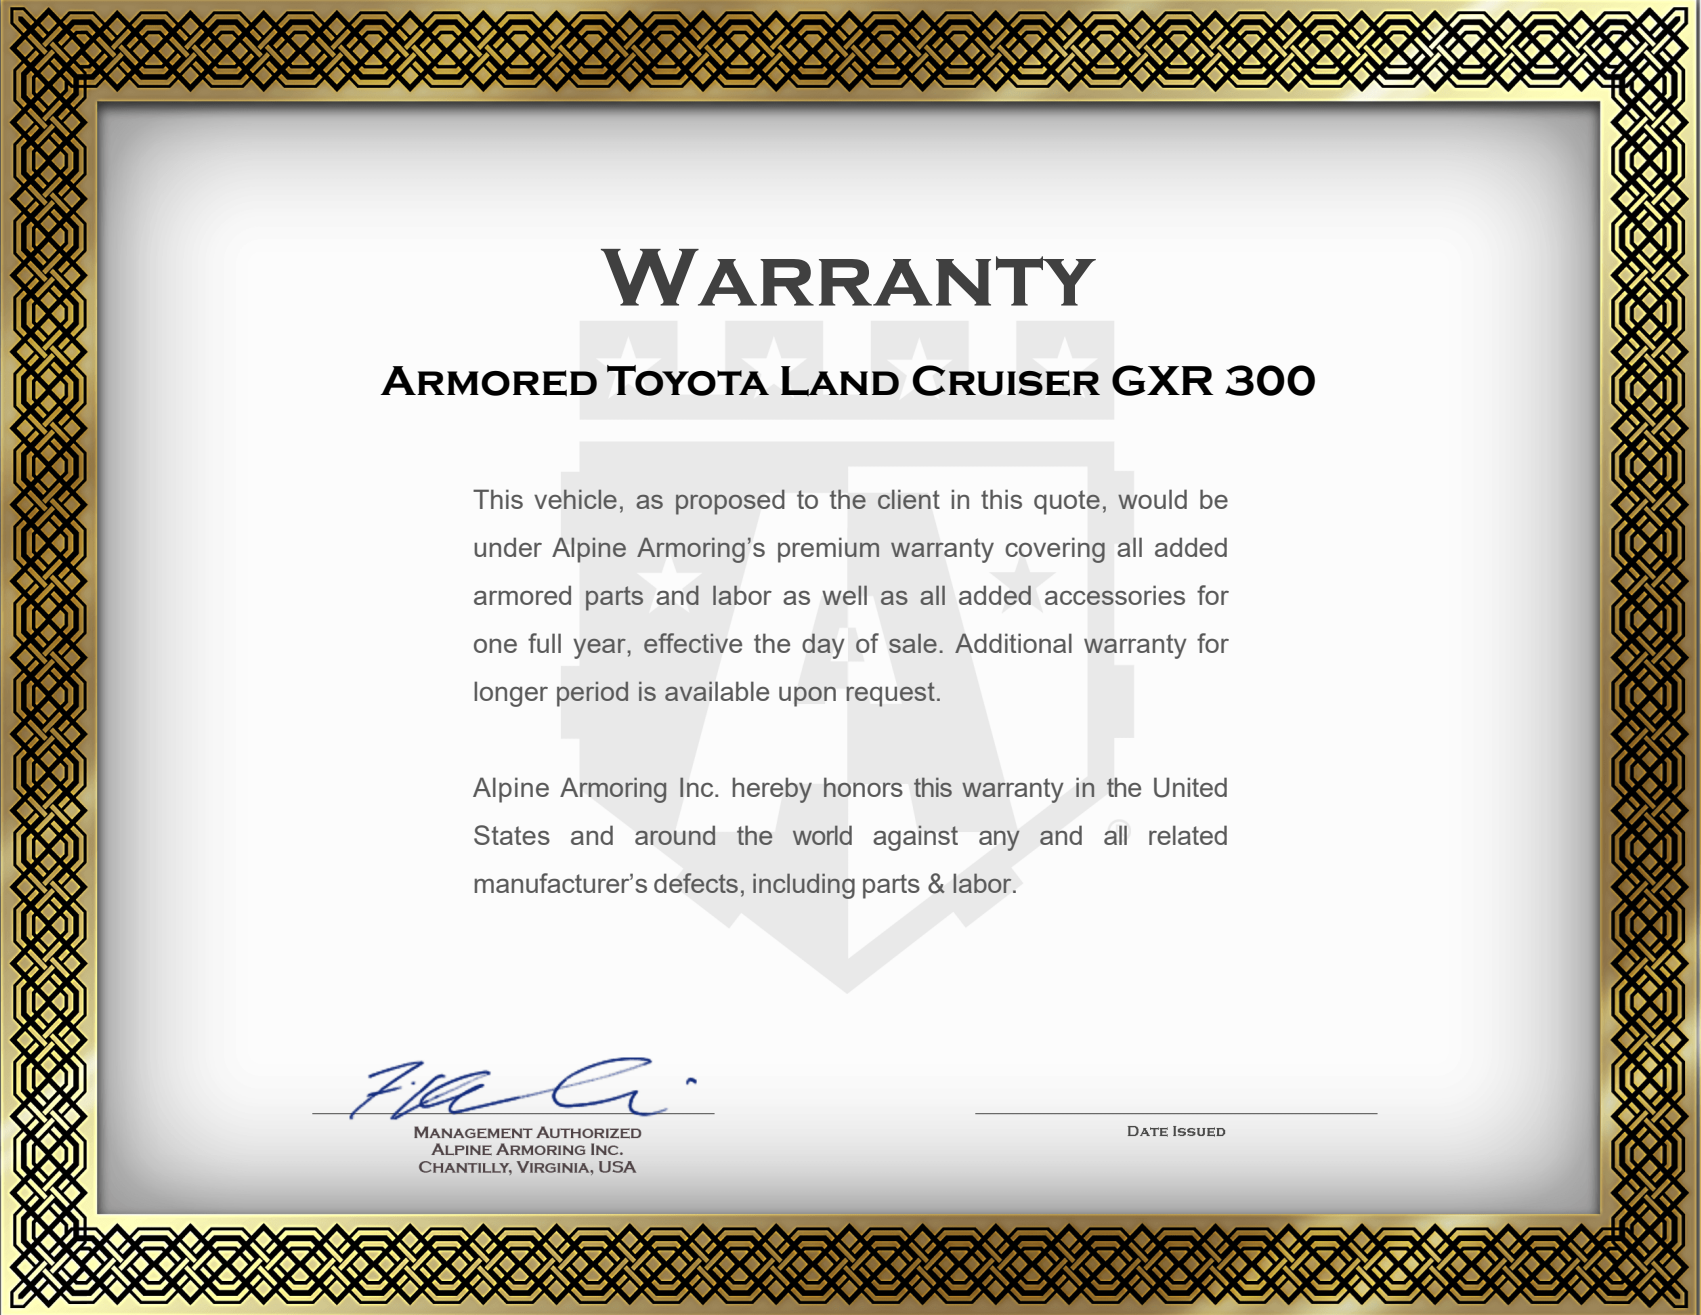 WARRANTY
ARMORED TOYOTA LAND CRUISER GXR 300
This vehicle, as proposed to the client in this quote, would be
under Alpine Armoring’s premium warranty covering all added
armored parts and labor as well as all added accessories for
one full year, effective the day of sale. Additional warranty for
longer period is available upon request.
Alpine Armoring Inc. hereby honors this warranty in the United
States and around the world against any and all related
manufacturer’s defects, including parts & labor.
MANAGEMENT AUTHORIZED
ALPINE ARMORING INC.
CHANTILLY, VIRGINIA, USA
DATE ISSUED